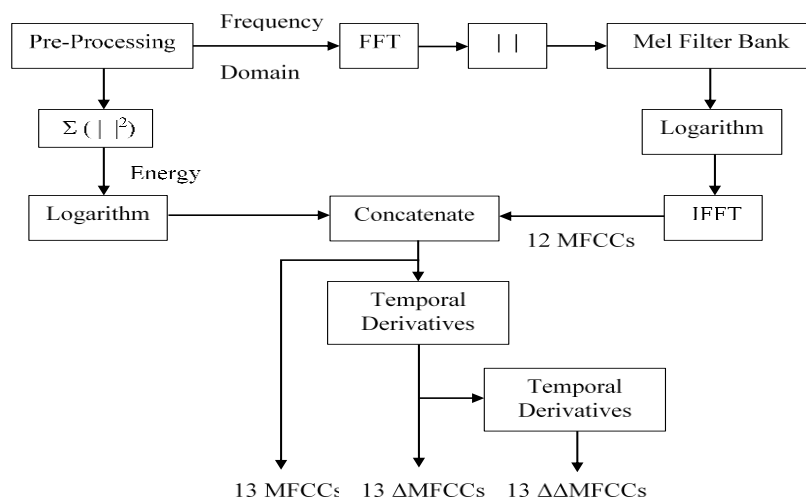 Frequency
Pre-Processing
FFT
| |
Mel Filter Bank
Domain
Σ ( | |²)
Logarithm
Energy
Logarithm
Concatenate
IFFT
12 MFCCs
Temporal
Derivatives
Temporal
Derivatives
13 MFCCs
13 ΔMFCCs
13 ΔΔMFCCs